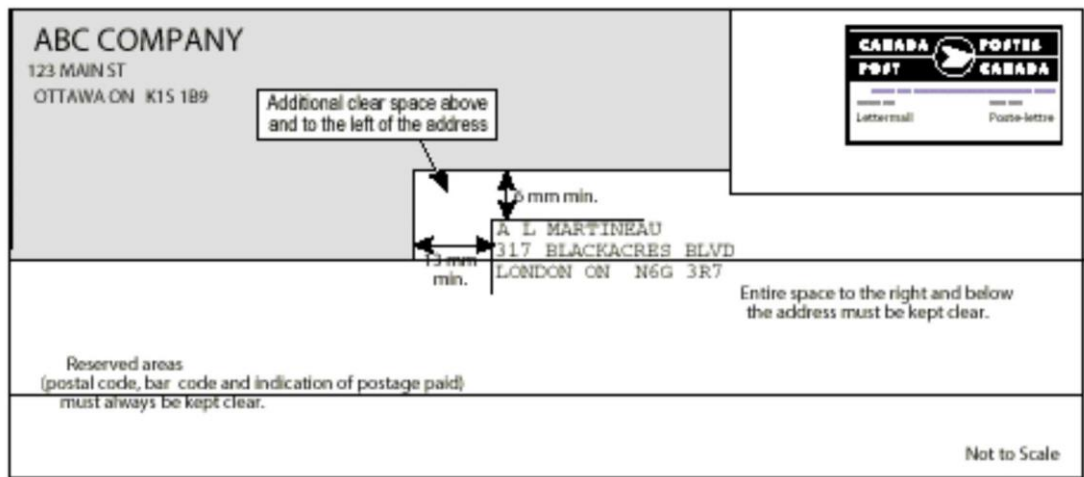 ABC COMPANY
123 MAIN ST
OTTAWA ON K1S 1B9
CANADA POSTES
POST CANADA
Lettermail Poste-lettre
Additional clear space above
and to the left of the address
6 mm min.
13 mm
min.
A L MARTINEAU
317 BLACKACRES BLVD
LONDON ON N6G 3R7
Entire space to the right and below
the address must be kept clear.
Reserved areas
(postal code, bar code and indication of postage paid)
must always be kept clear.
Not to Scale